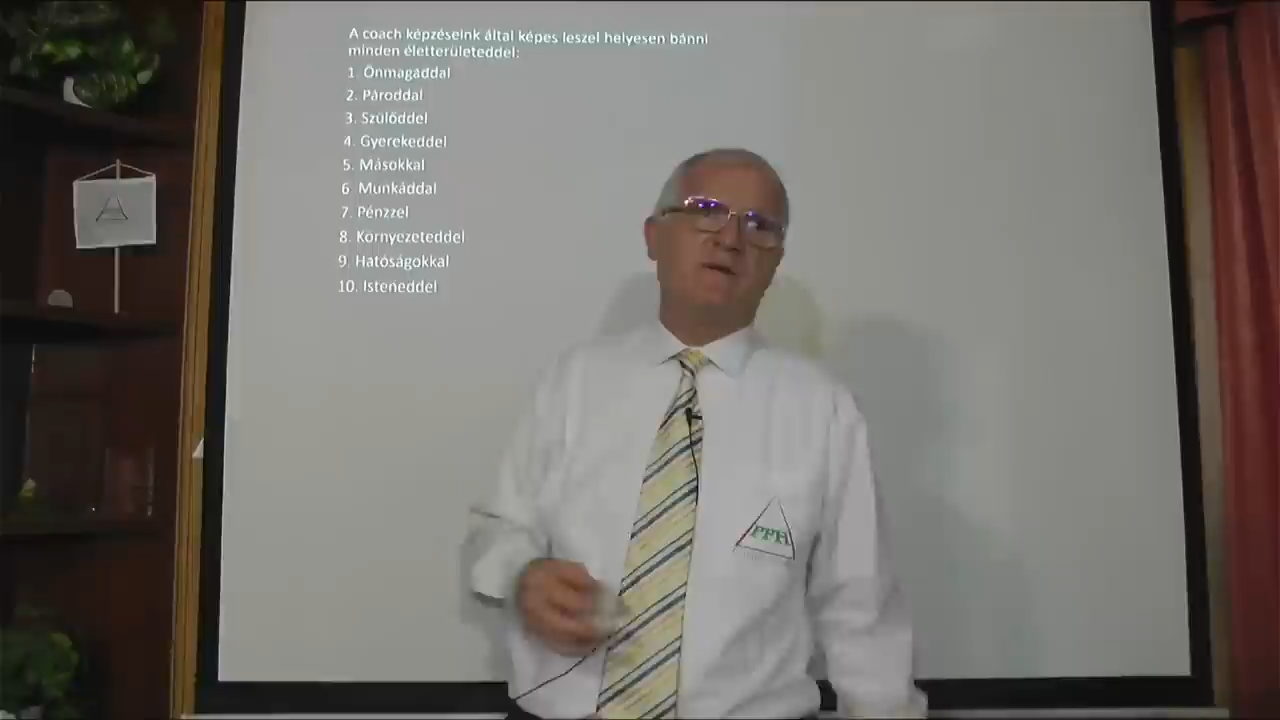 A coach képzéseink által képes leszel helyesen bánni
minden életterületeddel:
1. Önmagáddal
2. Pároddal
3. Szülőddel
4. Gyerekeddel
5. Másokkal
6 Munkáddal
7. Pénzzel
8. Környezeteddel
9. Hatóságokkal
10. Isteneddel
PPH